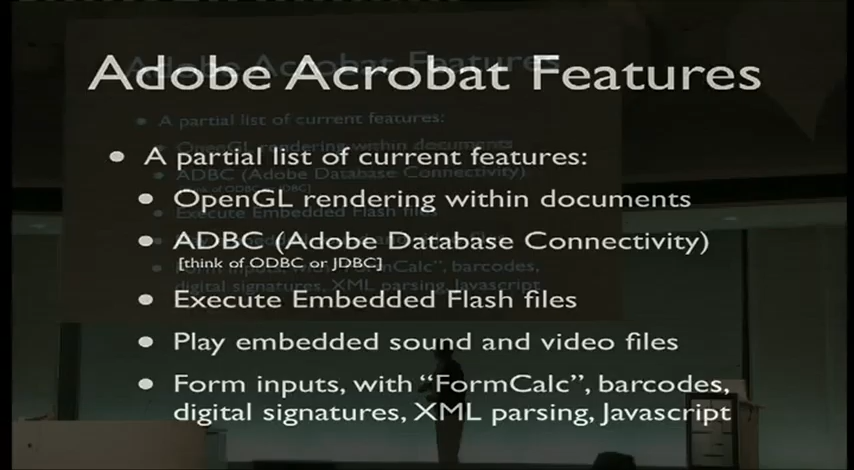 Adobe Acrobat Features
A partial list of current features:
OpenGL rendering within documents
ADBC (Adobe Database Connectivity)
[think of ODBC or JDBC]
Execute Embedded Flash files
Play embedded sound and video files
Form inputs, with “FormCalc”, barcodes,
digital signatures, XML parsing, Javascript